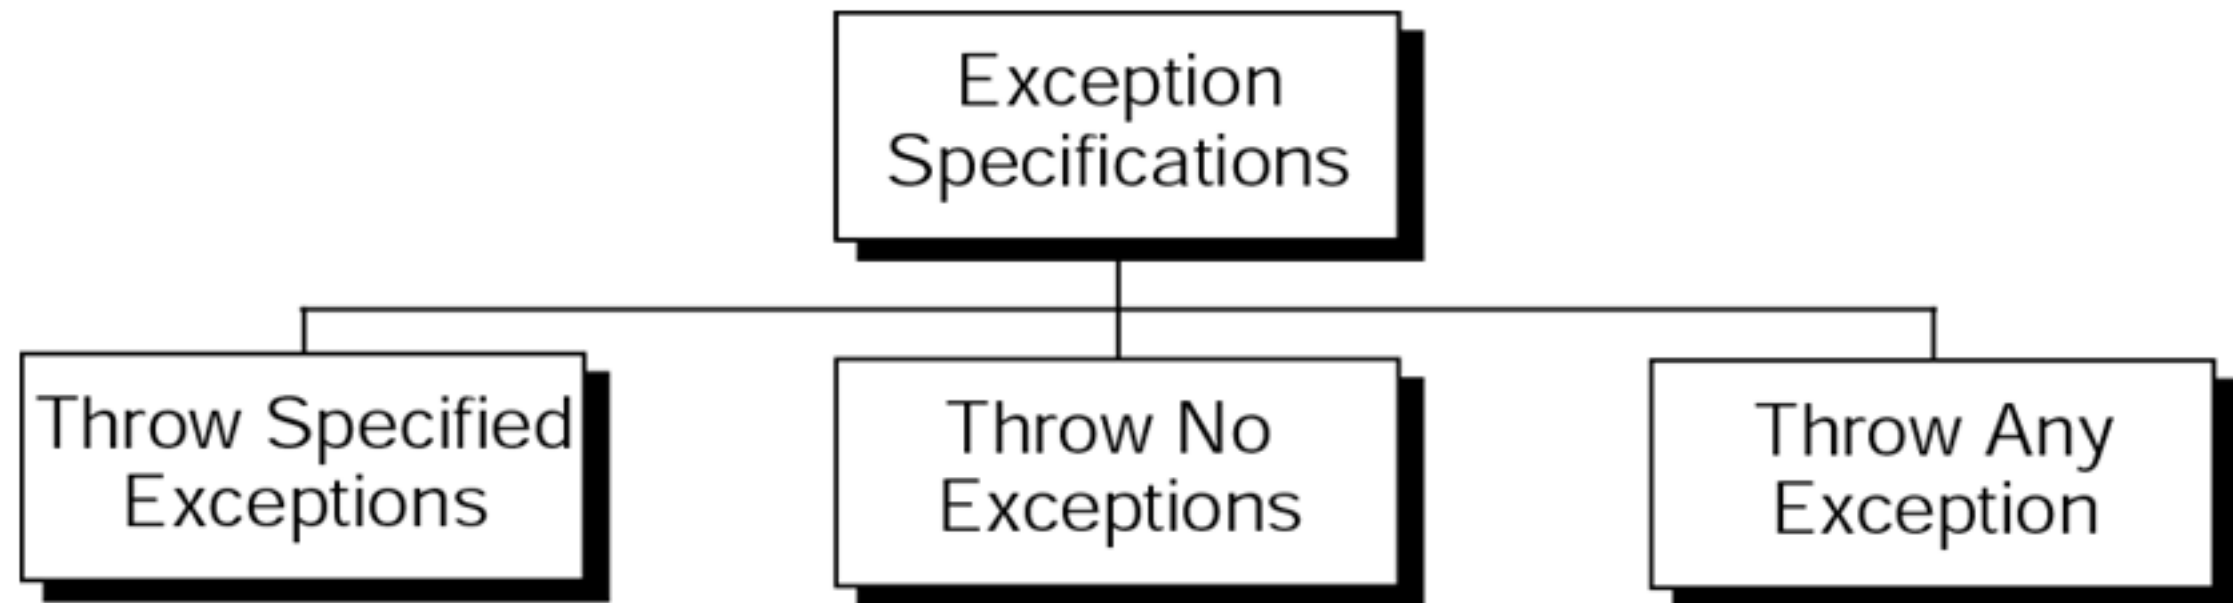 Exception
Specifications
Throw Specified
Exceptions
Throw No
Exceptions
Throw Any
Exception